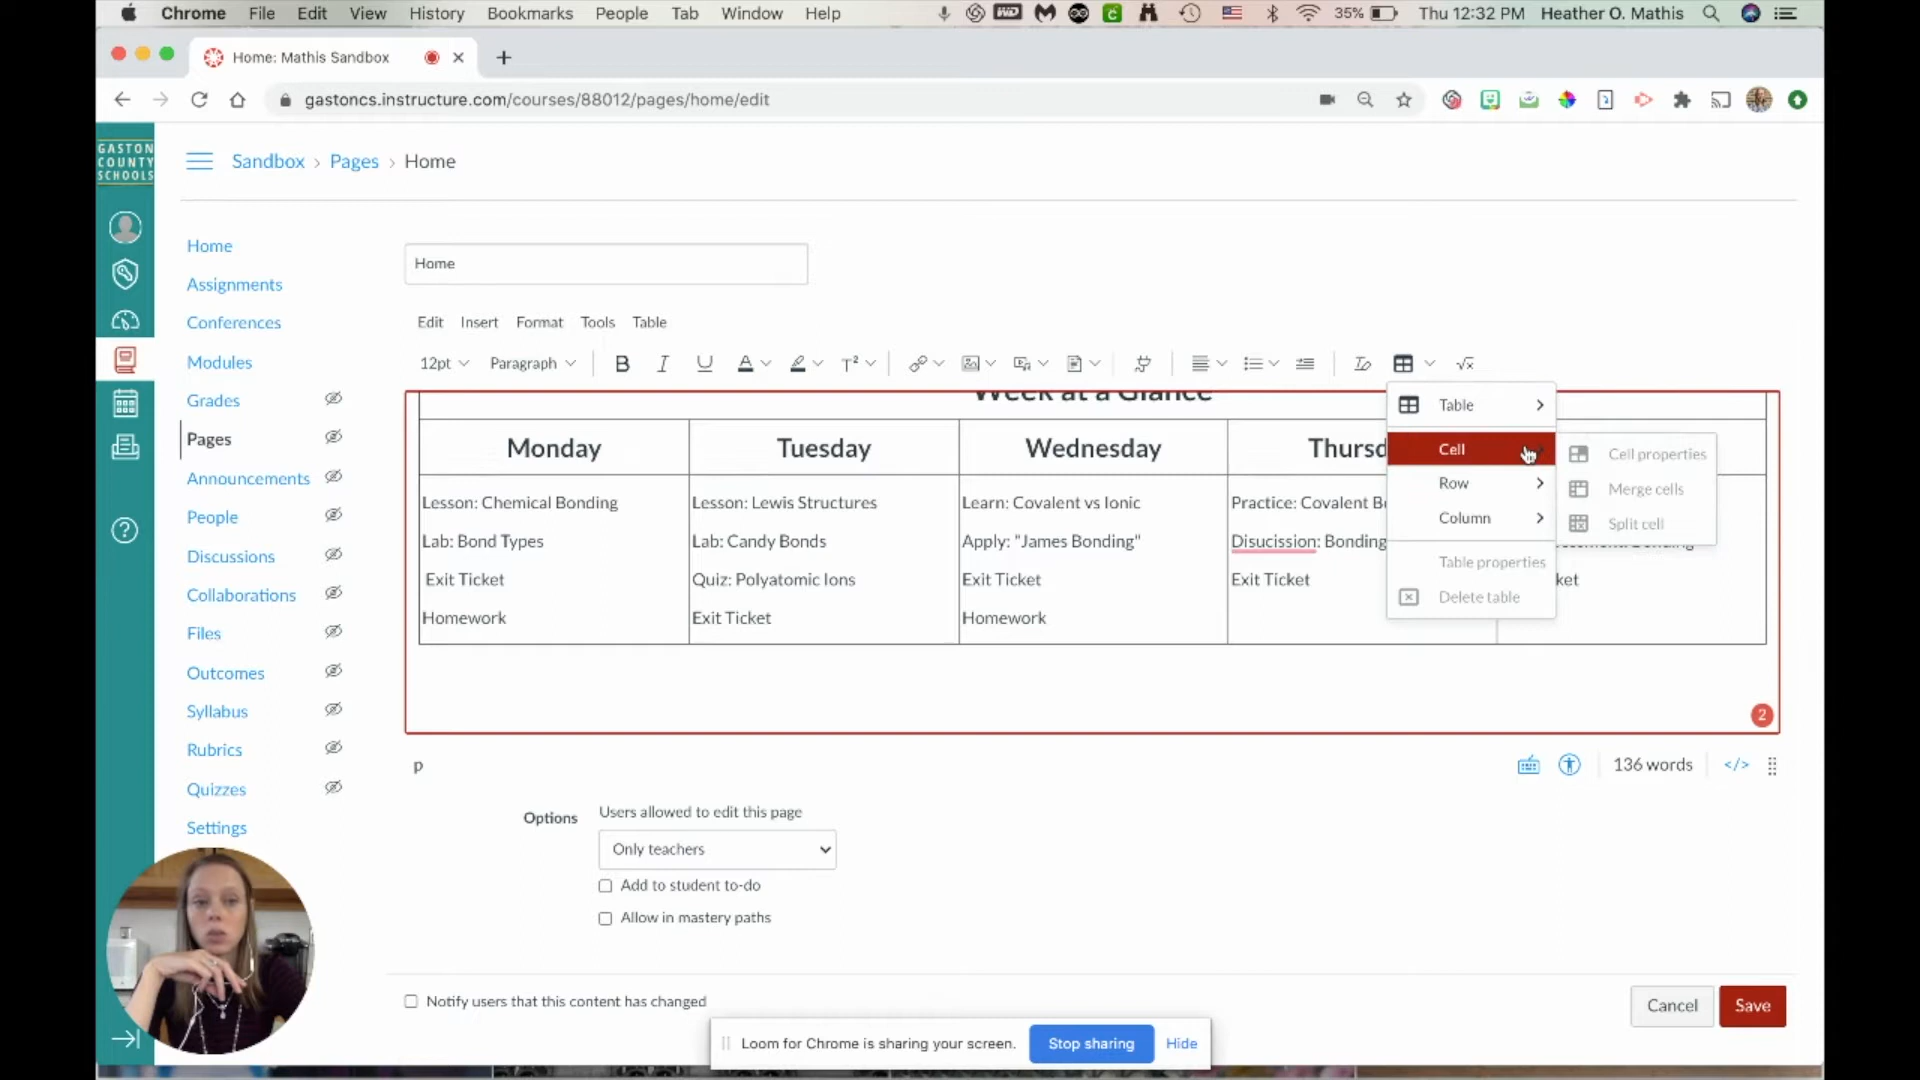 Chrome File Edit View History Bookmarks People Tab Window Help 35% Thu 12:32 PM Heather O. Mathis
Home: Mathis Sandbox
gastoncs.instructure.com/courses/88012/pages/home/edit
GASTON
COUNTY
SCHOOLS
Sandbox › Pages › Home
Home
Assignments
Conferences
Modules
Grades
Pages
Announcements
People
Discussions
Collaborations
Files
Outcomes
Syllabus
Rubrics
Quizzes
Settings
Home
Edit Insert Format Tools Table
12pt Paragraph
Week at a Glance
Monday Tuesday Wednesday Thursd
Lesson: Chemical Bonding
Lab: Bond Types
Exit Ticket
Homework
Lesson: Lewis Structures
Lab: Candy Bonds
Quiz: Polyatomic Ions
Exit Ticket
Learn: Covalent vs Ionic
Apply: "James Bonding"
Exit Ticket
Homework
Practice: Covalent B
Disucission: Bonding
Exit Ticket
ket
Table
Cell
Row
Column
Table properties
Delete table
Cell properties
Merge cells
Split cell
2
p
136 words </>
Options
Users allowed to edit this page
Only teachers
Add to student to-do
Allow in mastery paths
Notify users that this content has changed
Cancel Save
Loom for Chrome is sharing your screen. Stop sharing Hide